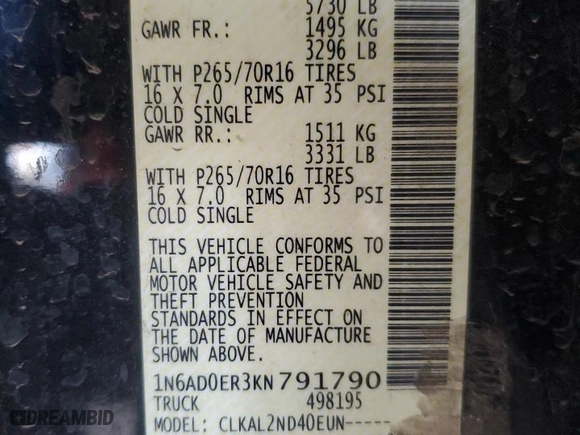 5730 LB
GAWR FR.: 1495 KG
3296 LB
WITH P265/70R16 TIRES
16 X 7.0 RIMS AT 35 PSI
COLD SINGLE
GAWR RR.: 1511 KG
3331 LB
WITH P265/70R16 TIRES
16 X 7.0 RIMS AT 35 PSI
COLD SINGLE
THIS VEHICLE CONFORMS TO
ALL APPLICABLE FEDERAL
MOTOR VEHICLE SAFETY AND
THEFT PREVENTION
STANDARDS IN EFFECT ON
THE DATE OF MANUFACTURE
SHOWN ABOVE.
1N6AD0ER3KN791790
TRUCK 498195
MODEL: CLKAL2ND40EUN-----
DREAMBID